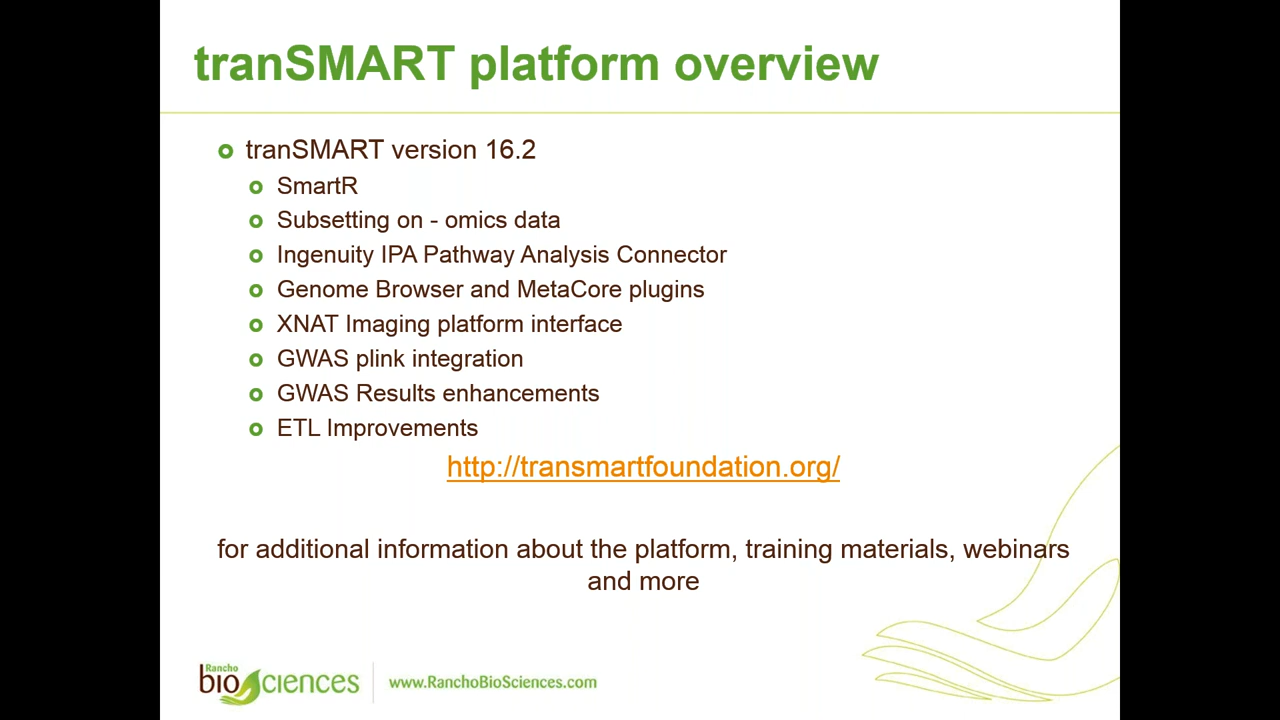 tranSMART platform overview
tranSMART version 16.2
SmartR
Subsetting on - omics data
Ingenuity IPA Pathway Analysis Connector
Genome Browser and MetaCore plugins
XNAT Imaging platform interface
GWAS plink integration
GWAS Results enhancements
ETL Improvements
http://transmartfoundation.org/
for additional information about the platform, training materials, webinars
and more
Rancho
bioSciences
www.RanchoBioSciences.com